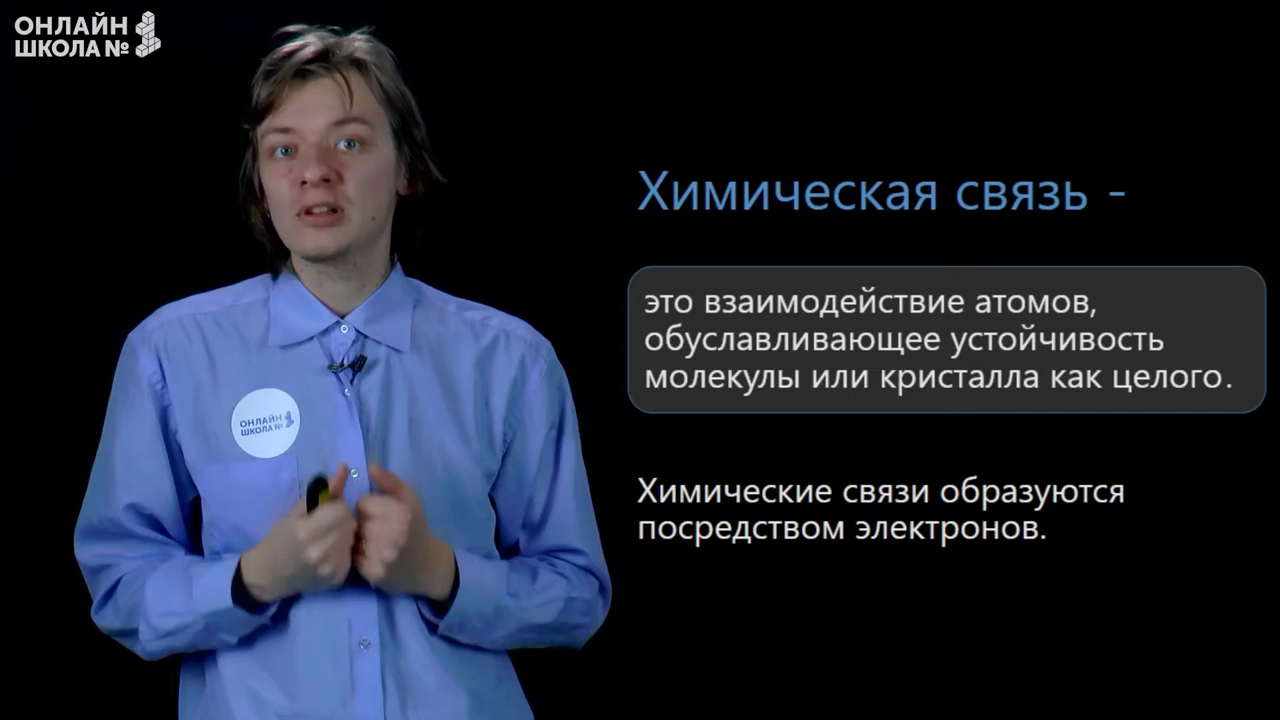 ОНЛАЙН
ШКОЛА №
Химическая связь -
это взаимодействие атомов,
обуславливающее устойчивость
молекулы или кристалла как целого.
ОНЛАЙН
ШКОЛА №
Химические связи образуются
посредством электронов.